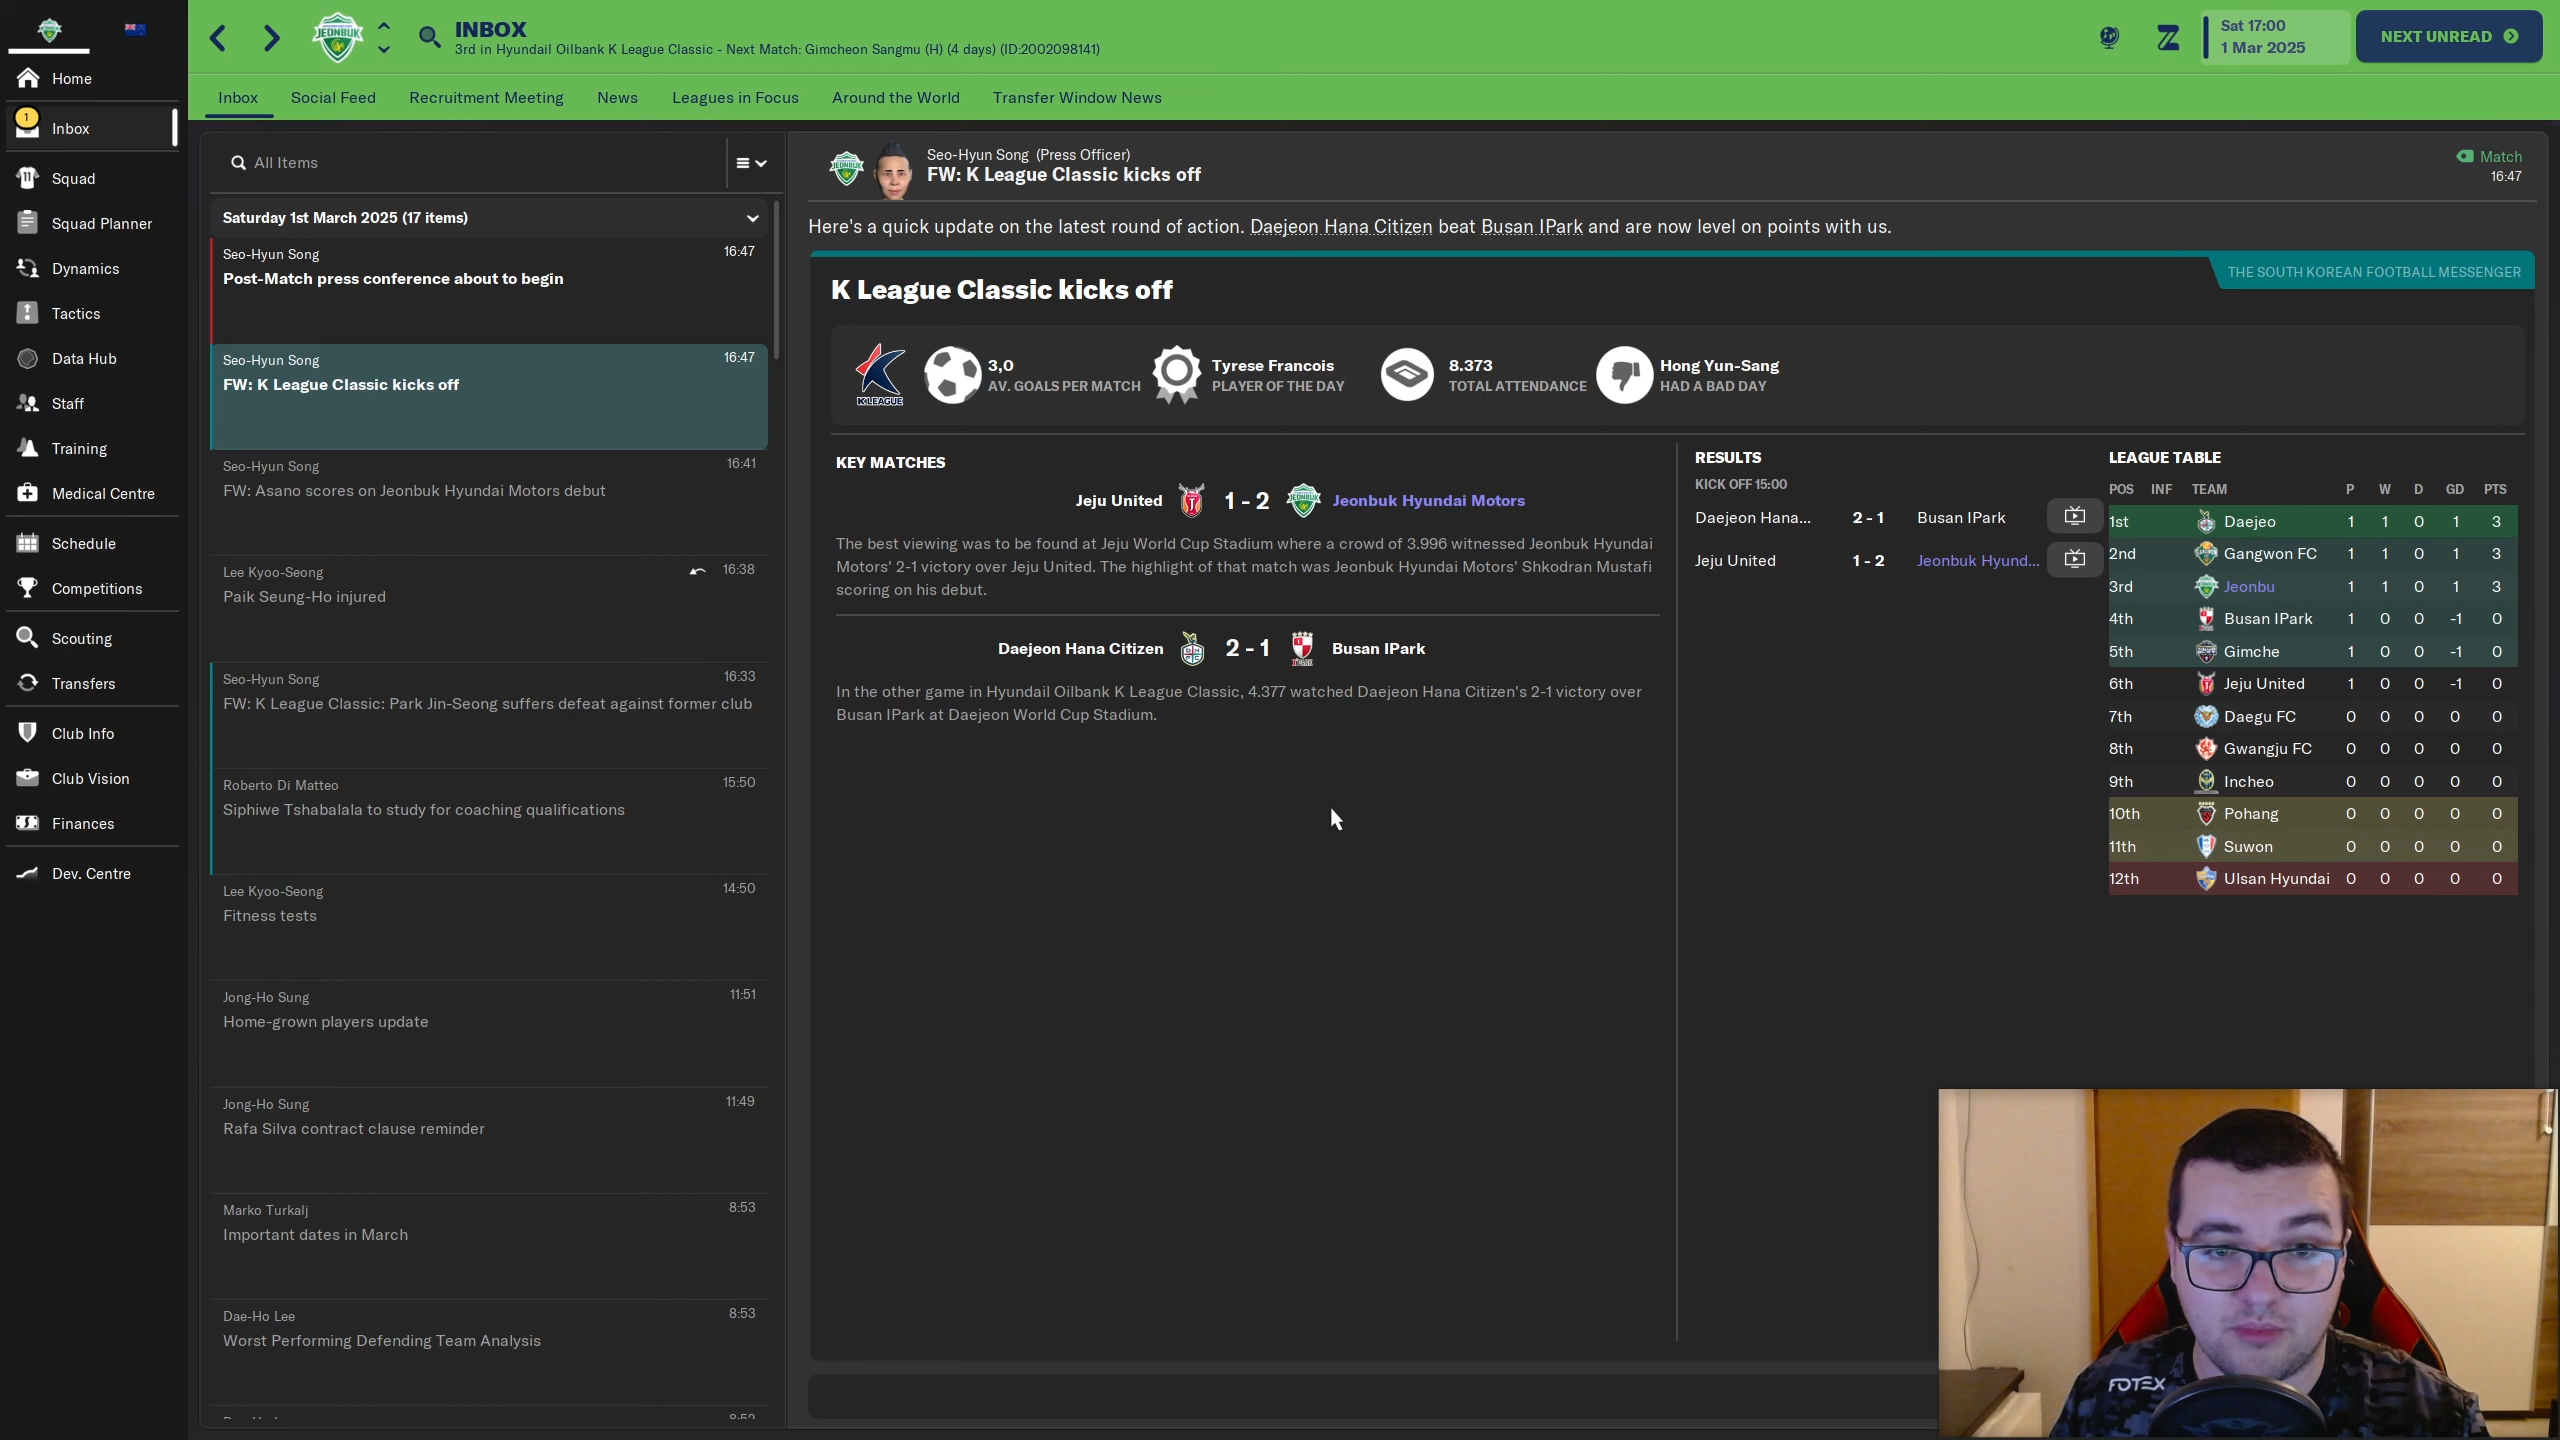 INBOX
3rd in Hyundail Oilbank K League Classic - Next Match: Gimcheon Sangmu (H) (4 days) (ID:2002098141)
Sat 17:00
1 Mar 2025
NEXT UNREAD
Inbox
Social Feed
Recruitment Meeting
News
Leagues in Focus
Around the World
Transfer Window News
Home
1
Inbox
Squad
Squad Planner
Dynamics
Tactics
Data Hub
Staff
Training
Medical Centre
Schedule
Competitions
Scouting
Transfers
Club Info
Club Vision
Finances
Dev. Centre
All Items
Saturday 1st March 2025 (17 items)
Seo-Hyun Song 16:47
Post-Match press conference about to begin
Seo-Hyun Song 16:47
FW: K League Classic kicks off
Seo-Hyun Song 16:41
FW: Asano scores on Jeonbuk Hyundai Motors debut
Lee Kyoo-Seong 16:38
Paik Seung-Ho injured
Seo-Hyun Song 16:33
FW: K League Classic: Park Jin-Seong suffers defeat against former club
Roberto Di Matteo 15:50
Siphiwe Tshabalala to study for coaching qualifications
Lee Kyoo-Seong 14:50
Fitness tests
Jong-Ho Sung 11:51
Home-grown players update
Jong-Ho Sung 11:49
Rafa Silva contract clause reminder
Marko Turkalj 8:53
Important dates in March
Dae-Ho Lee 8:53
Worst Performing Defending Team Analysis
Seo-Hyun Song (Press Officer)
FW: K League Classic kicks off
Match
16:47
Here's a quick update on the latest round of action. Daejeon Hana Citizen beat Busan IPark and are now level on points with us.
THE SOUTH KOREAN FOOTBALL MESSENGER
K League Classic kicks off
K LEAGUE
3,0
AV. GOALS PER MATCH
Tyrese Francois
PLAYER OF THE DAY
8.373
TOTAL ATTENDANCE
Hong Yun-Sang
HAD A BAD DAY
KEY MATCHES
Jeju United 1 - 2 Jeonbuk Hyundai Motors
The best viewing was to be found at Jeju World Cup Stadium where a crowd of 3.996 witnessed Jeonbuk Hyundai
Motors' 2-1 victory over Jeju United. The highlight of that match was Jeonbuk Hyundai Motors' Shkodran Mustafi
scoring on his debut.
Daejeon Hana Citizen 2 - 1 Busan IPark
In the other game in Hyundail Oilbank K League Classic, 4.377 watched Daejeon Hana Citizen's 2-1 victory over
Busan IPark at Daejeon World Cup Stadium.
RESULTS
KICK OFF 15:00
Daejeon Hana... 2 - 1 Busan IPark
Jeju United 1 - 2 Jeonbuk Hyund...
LEAGUE TABLE
POS INF TEAM P W D GD PTS
1st Daejeo 1 1 0 1 3
2nd Gangwon FC 1 1 0 1 3
3rd Jeonbu 1 1 0 1 3
4th Busan IPark 1 0 0 -1 0
5th Gimche 1 0 0 -1 0
6th Jeju United 1 0 0 -1 0
7th Daegu FC 0 0 0 0 0
8th Gwangju FC 0 0 0 0 0
9th Incheo 0 0 0 0 0
10th Pohang 0 0 0 0 0
11th Suwon 0 0 0 0 0
12th Ulsan Hyundai 0 0 0 0 0
FOTEX